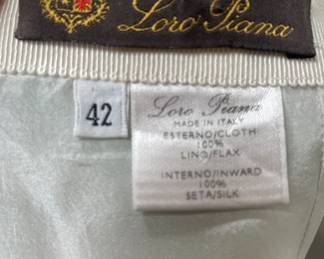 Loro Piana
42
Loro Piana
MADE IN ITALY
ESTERNO/CLOTH
100%
LINO/FLAX
INTERNO/INWARD
100%
SETA/SILK